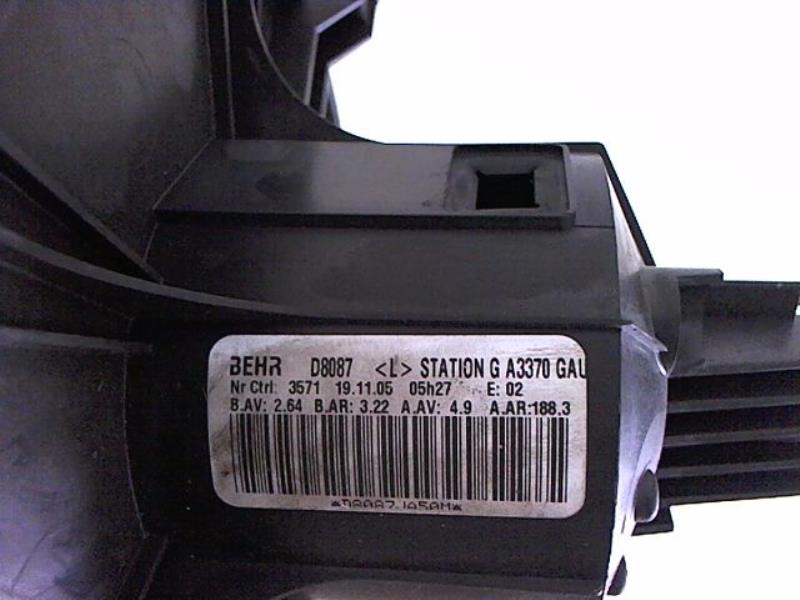 BEHR D8087 <L> STATION G A3370 GAU
Nr Ctrl: 3571 19.11.05 05h27 E: 02
B.AV: 2.64 B.AR: 3.22 A.AV: 4.9 A.AR:188.3